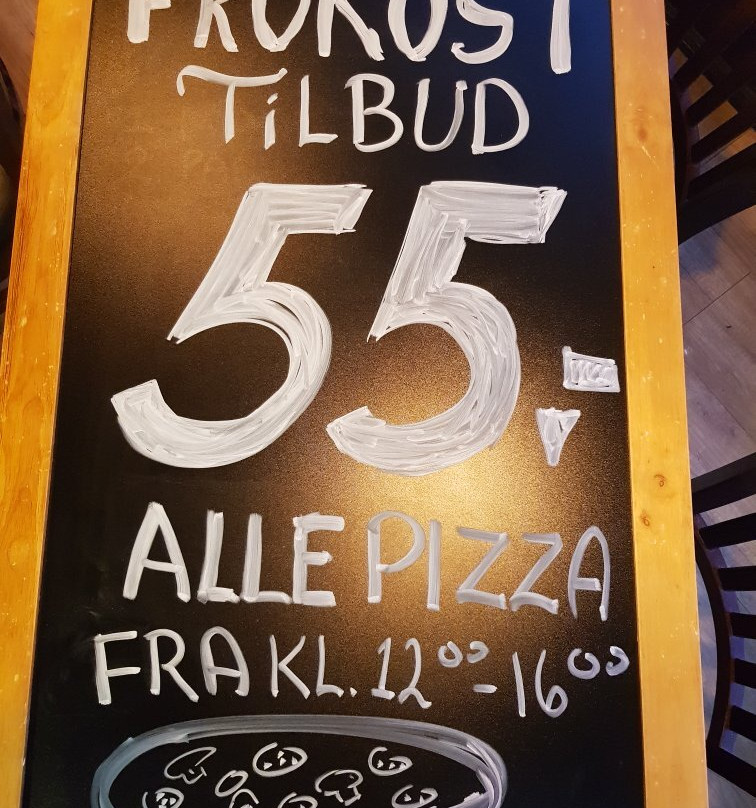 FROKOST
TiLBUD
55,-
ALLE PIZZA
FRA KL. 12⁰⁰ - 16⁰⁰